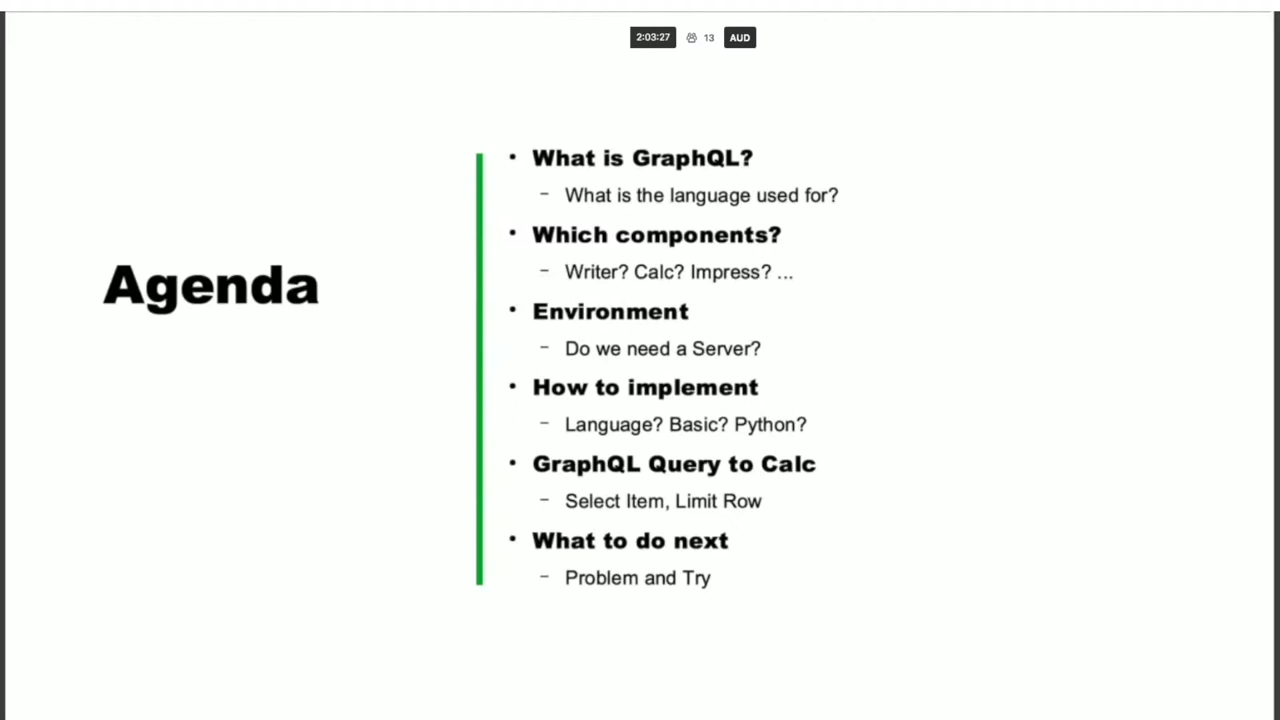 2:03:27 13 AUD
Agenda
• What is GraphQL?
– What is the language used for?
• Which components?
– Writer? Calc? Impress? ...
• Environment
– Do we need a Server?
• How to implement
– Language? Basic? Python?
• GraphQL Query to Calc
– Select Item, Limit Row
• What to do next
– Problem and Try